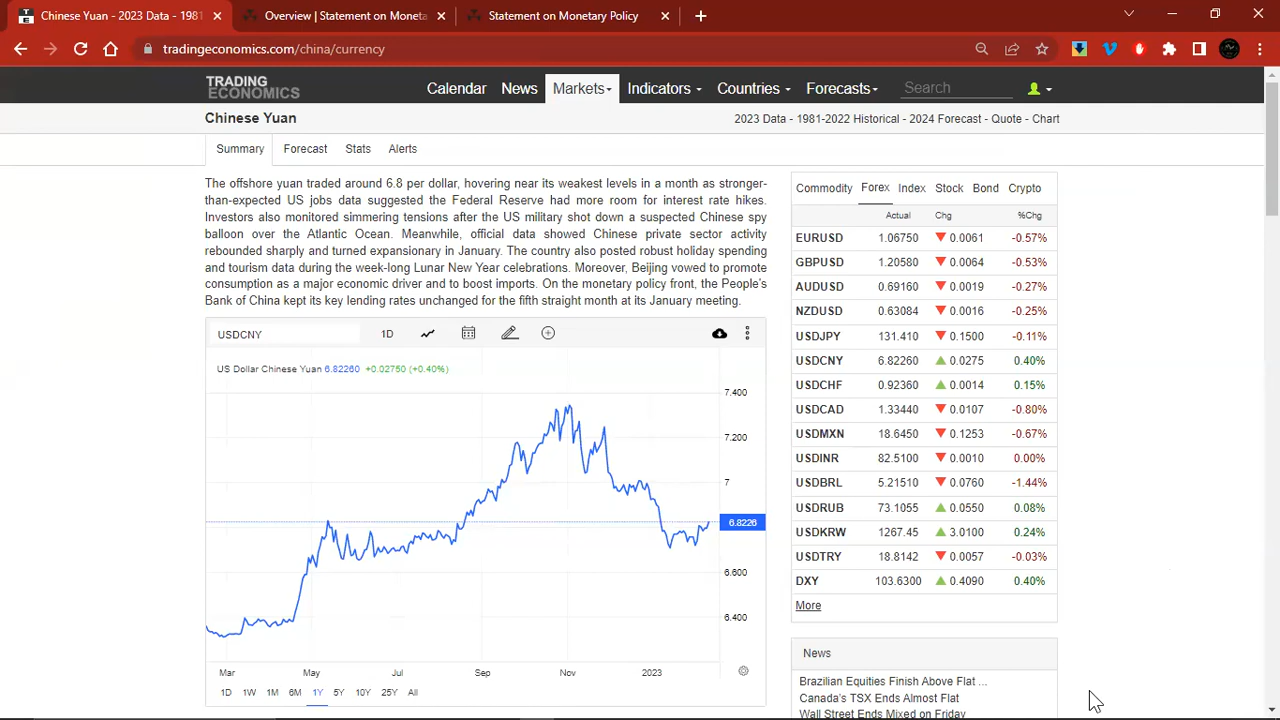 Chinese Yuan - 2023 Data - 1981
Overview | Statement on Moneta
Statement on Monetary Policy
tradingeconomics.com/china/currency
TRADING
ECONOMICS
Calendar News Markets Indicators Countries Forecasts Search
Chinese Yuan
2023 Data - 1981-2022 Historical - 2024 Forecast - Quote - Chart
Summary Forecast Stats Alerts
The offshore yuan traded around 6.8 per dollar, hovering near its weakest levels in a month as stronger-
than-expected US jobs data suggested the Federal Reserve had more room for interest rate hikes.
Investors also monitored simmering tensions after the US military shot down a suspected Chinese spy
balloon over the Atlantic Ocean. Meanwhile, official data showed Chinese private sector activity
rebounded sharply and turned expansionary in January. The country also posted robust holiday spending
and tourism data during the week-long Lunar New Year celebrations. Moreover, Beijing vowed to promote
consumption as a major economic driver and to boost imports. On the monetary policy front, the People's
Bank of China kept its key lending rates unchanged for the fifth straight month at its January meeting.
USDCNY 1D
US Dollar Chinese Yuan 6.82260 +0.02750 (+0.40%)
7.400
7.200
7
6.8226
6.600
6.400
Mar May Jul Sep Nov 2023
1D 1W 1M 6M 1Y 5Y 10Y 25Y All
Commodity Forex Index Stock Bond Crypto
Actual Chg %Chg
EURUSD 1.06750 0.0061 -0.57%
GBPUSD 1.20580 0.0064 -0.53%
AUDUSD 0.69160 0.0019 -0.27%
NZDUSD 0.63084 0.0016 -0.25%
USDJPY 131.410 0.1500 -0.11%
USDCNY 6.82260 0.0275 0.40%
USDCHF 0.92360 0.0014 0.15%
USDCAD 1.33440 0.0107 -0.80%
USDMXN 18.6450 0.1253 -0.67%
USDINR 82.5100 0.0010 0.00%
USDBRL 5.21510 0.0760 -1.44%
USDRUB 73.1055 0.0550 0.08%
USDKRW 1267.45 3.0100 0.24%
USDTRY 18.8142 0.0057 -0.03%
DXY 103.6300 0.4090 0.40%
More
News
Brazilian Equities Finish Above Flat ...
Canada's TSX Ends Almost Flat
Wall Street Ends Mixed on Friday